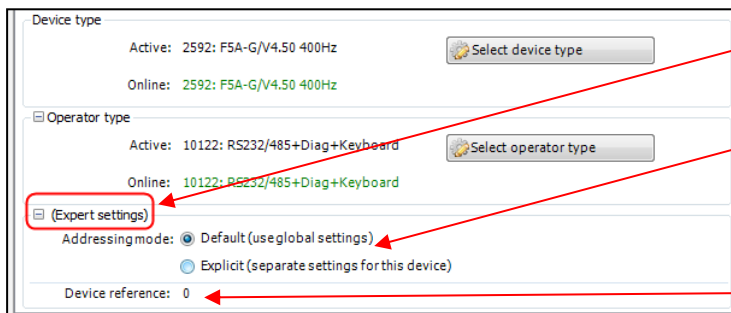 Device type
Active: 2592: F5A-G/V4.50 400Hz Select device type
Online: 2592: F5A-G/V4.50 400Hz
Operator type
Active: 10122: RS232/485+Diag+Keyboard Select operator type
Online: 10122: RS232/485+Diag+Keyboard
(Expert settings)
Addressing mode: Default (use global settings)
Explicit (separate settings for this device)
Device reference: 0